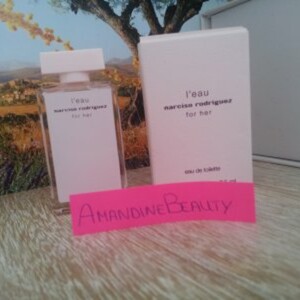 l'eau
narciso rodriguez
for her
l'eau
narciso rodriguez
for her
eau de toilette
AMANDINEBEAUTY